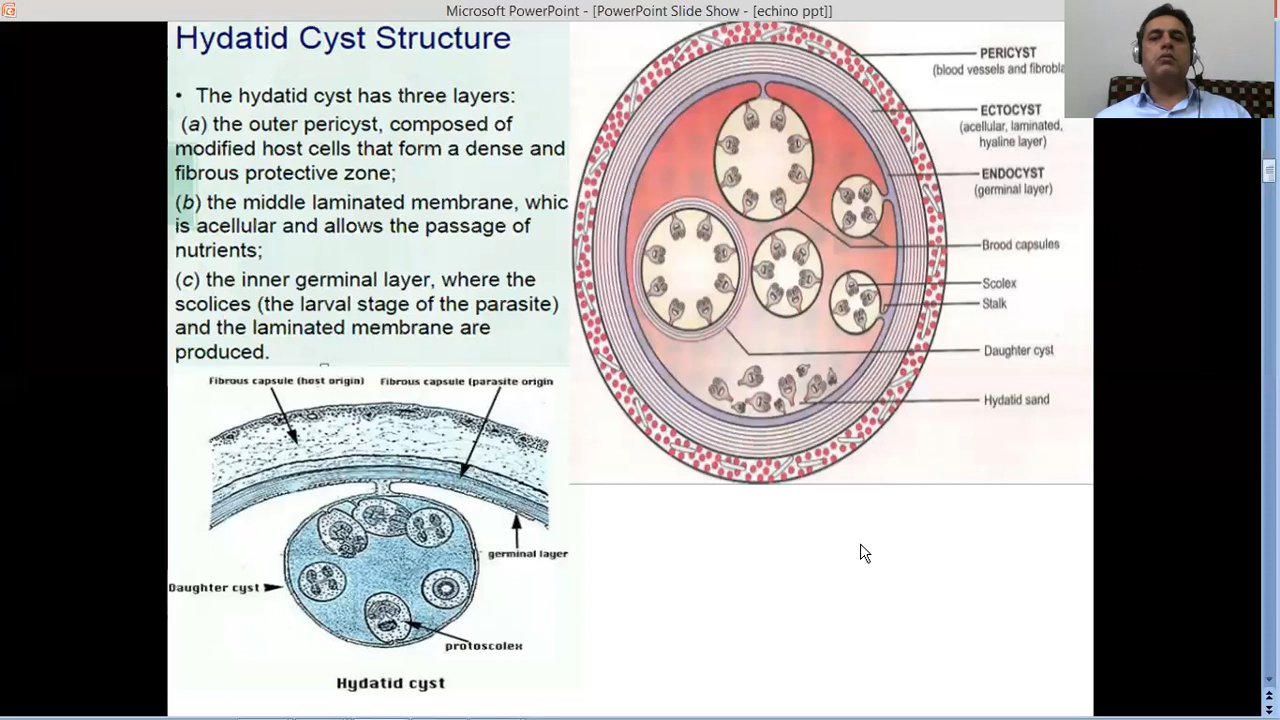 Microsoft PowerPoint - [PowerPoint Slide Show - [echino ppt]]
Hydatid Cyst Structure
• The hydatid cyst has three layers:
(a) the outer pericyst, composed of
modified host cells that form a dense and
fibrous protective zone;
(b) the middle laminated membrane, whic
is acellular and allows the passage of
nutrients;
(c) the inner germinal layer, where the
scolices (the larval stage of the parasite)
and the laminated membrane are
produced.
PERICYST
(blood vessels and fibrobla
ECTOCYST
(acellular, laminated,
hyaline layer)
ENDOCYST
(germinal layer)
Brood capsules
Scolex
Stalk
Daughter cyst
Hydatid sand
Fibrous capsule (host origin)
Fibrous capsule (parasite origin
germinal layer
Daughter cyst
protoscolex
Hydatid cyst